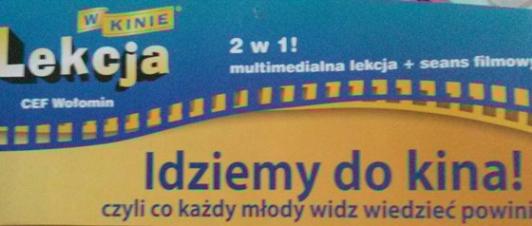 W KINIE
Lekcja
CEF Wołomin
2 w 1!
multimedialna lekcja + seans filmowy
Idziemy do kina!
czyli co każdy młody widz wiedzieć powini